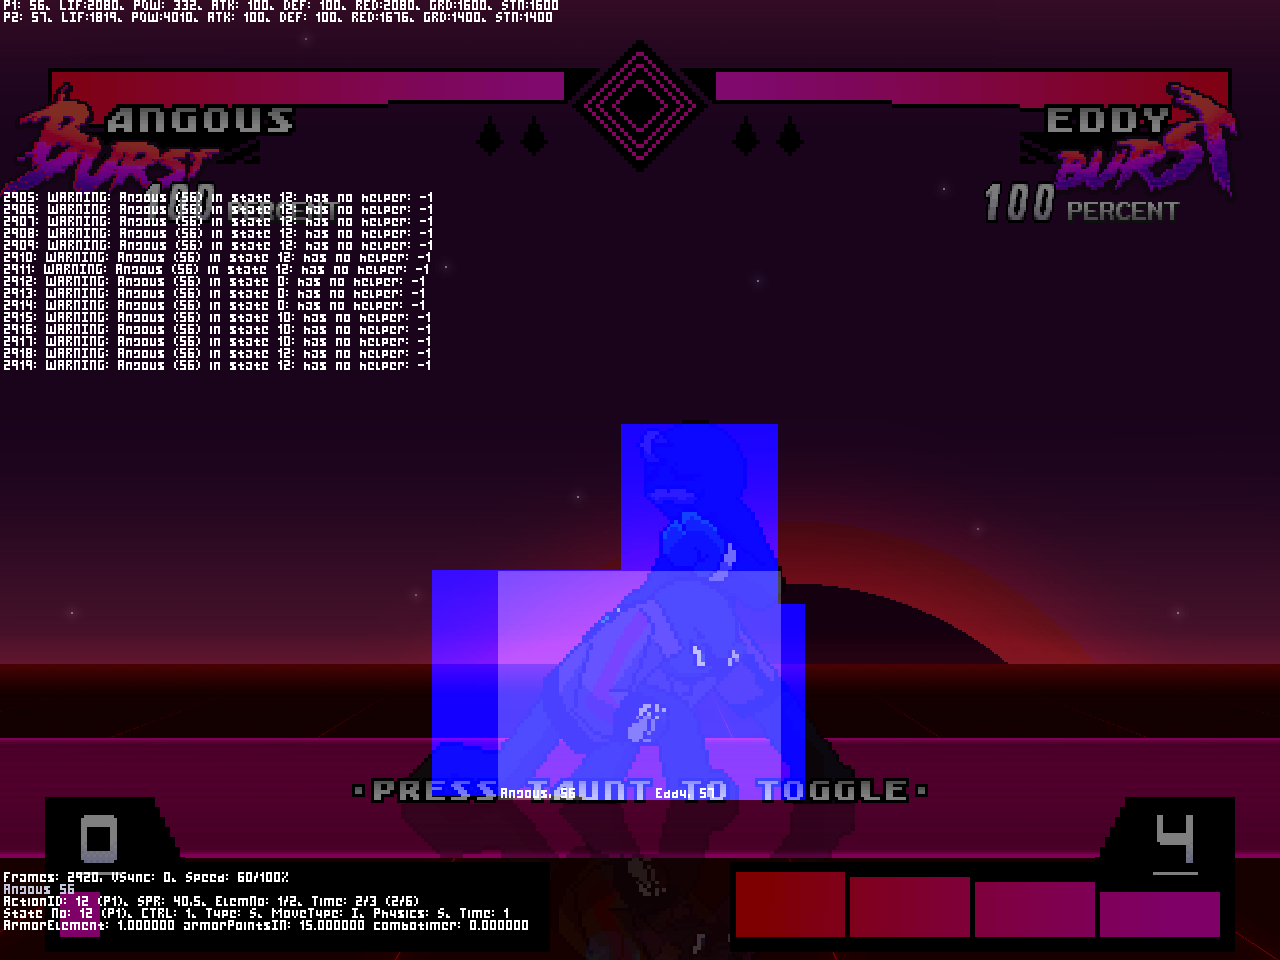 P1: 56, LIF:2080, POW: 332, ATK: 100, DEF: 100, RED:2080, GRD:1600, STN:1600
P2: 57, LIF:1819, POW:4010, ATK: 100, DEF: 100, RED:1676, GRD:1400, STN:1400
ANGOUS
EDDY
BURST
BURST
100 PERCENT
100 PERCENT
2905: WARNING: Angous (56) in state 12: has no helper: -1
2906: WARNING: Angous (56) in state 12: has no helper: -1
2907: WARNING: Angous (56) in state 12: has no helper: -1
2908: WARNING: Angous (56) in state 12: has no helper: -1
2909: WARNING: Angous (56) in state 12: has no helper: -1
2910: WARNING: Angous (56) in state 12: has no helper: -1
2911: WARNING: Angous (56) in state 12: has no helper: -1
2912: WARNING: Angous (56) in state 0: has no helper: -1
2913: WARNING: Angous (56) in state 0: has no helper: -1
2914: WARNING: Angous (56) in state 0: has no helper: -1
2915: WARNING: Angous (56) in state 10: has no helper: -1
2916: WARNING: Angous (56) in state 10: has no helper: -1
2917: WARNING: Angous (56) in state 10: has no helper: -1
2918: WARNING: Angous (56) in state 12: has no helper: -1
2919: WARNING: Angous (56) in state 12: has no helper: -1
·PRESS TAUNT TO TOGGLE·
Angous, 56
Eddy, 57
0
4
Frames: 2920, VSync: 0, Speed: 60/100%
Angous 56
ActionID: 12 (P1), SPR: 40,5, ElemNo: 1/2, Time: 2/3 (2/6)
State No: 12 (P1), CTRL: 1, Type: S, MoveType: I, Physics: S, Time: 1
ArmorElement: 1.000000 armorPointsIN: 15.000000 combotimer: 0.000000